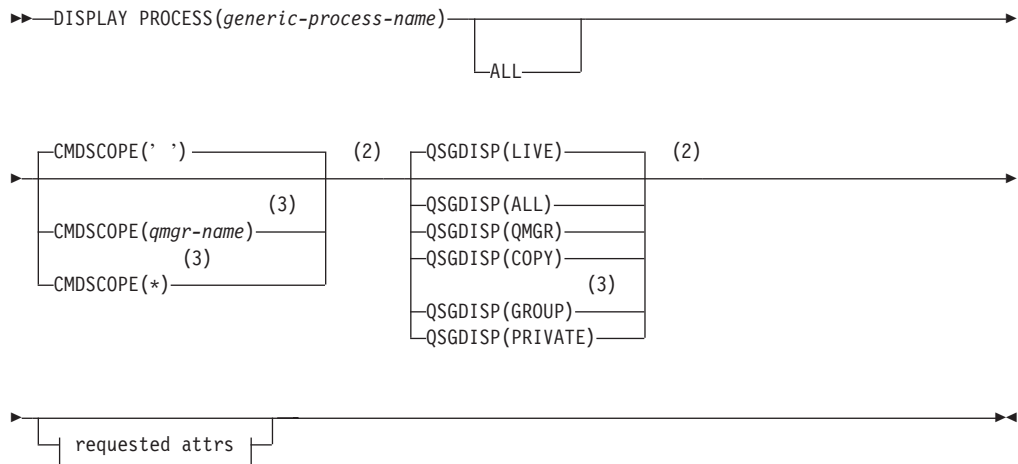 DISPLAY PROCESS(generic-process-name)
ALL
CMDSCOPE(’ ’) (2) QSGDISP(LIVE) (2)
(3) QSGDISP(ALL)
CMDSCOPE(qmgr-name) QSGDISP(QMGR)
(3) QSGDISP(COPY)
CMDSCOPE(*) (3)
QSGDISP(GROUP)
QSGDISP(PRIVATE)
requested attrs